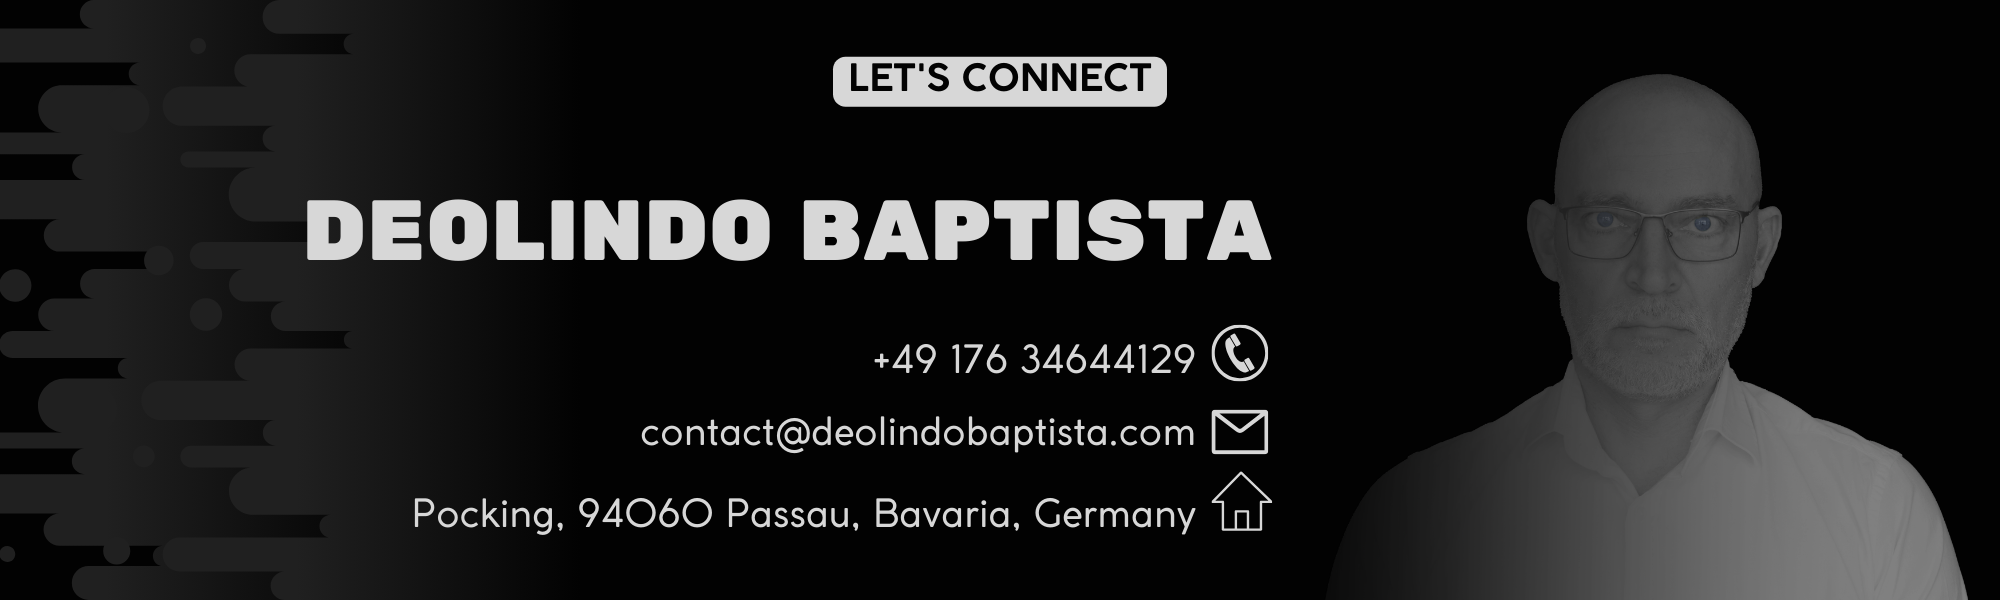 LET'S CONNECT
DEOLINDO BAPTISTA
+49 176 34644129
contact@deolindobaptista.com
Pocking, 94060 Passau, Bavaria, Germany